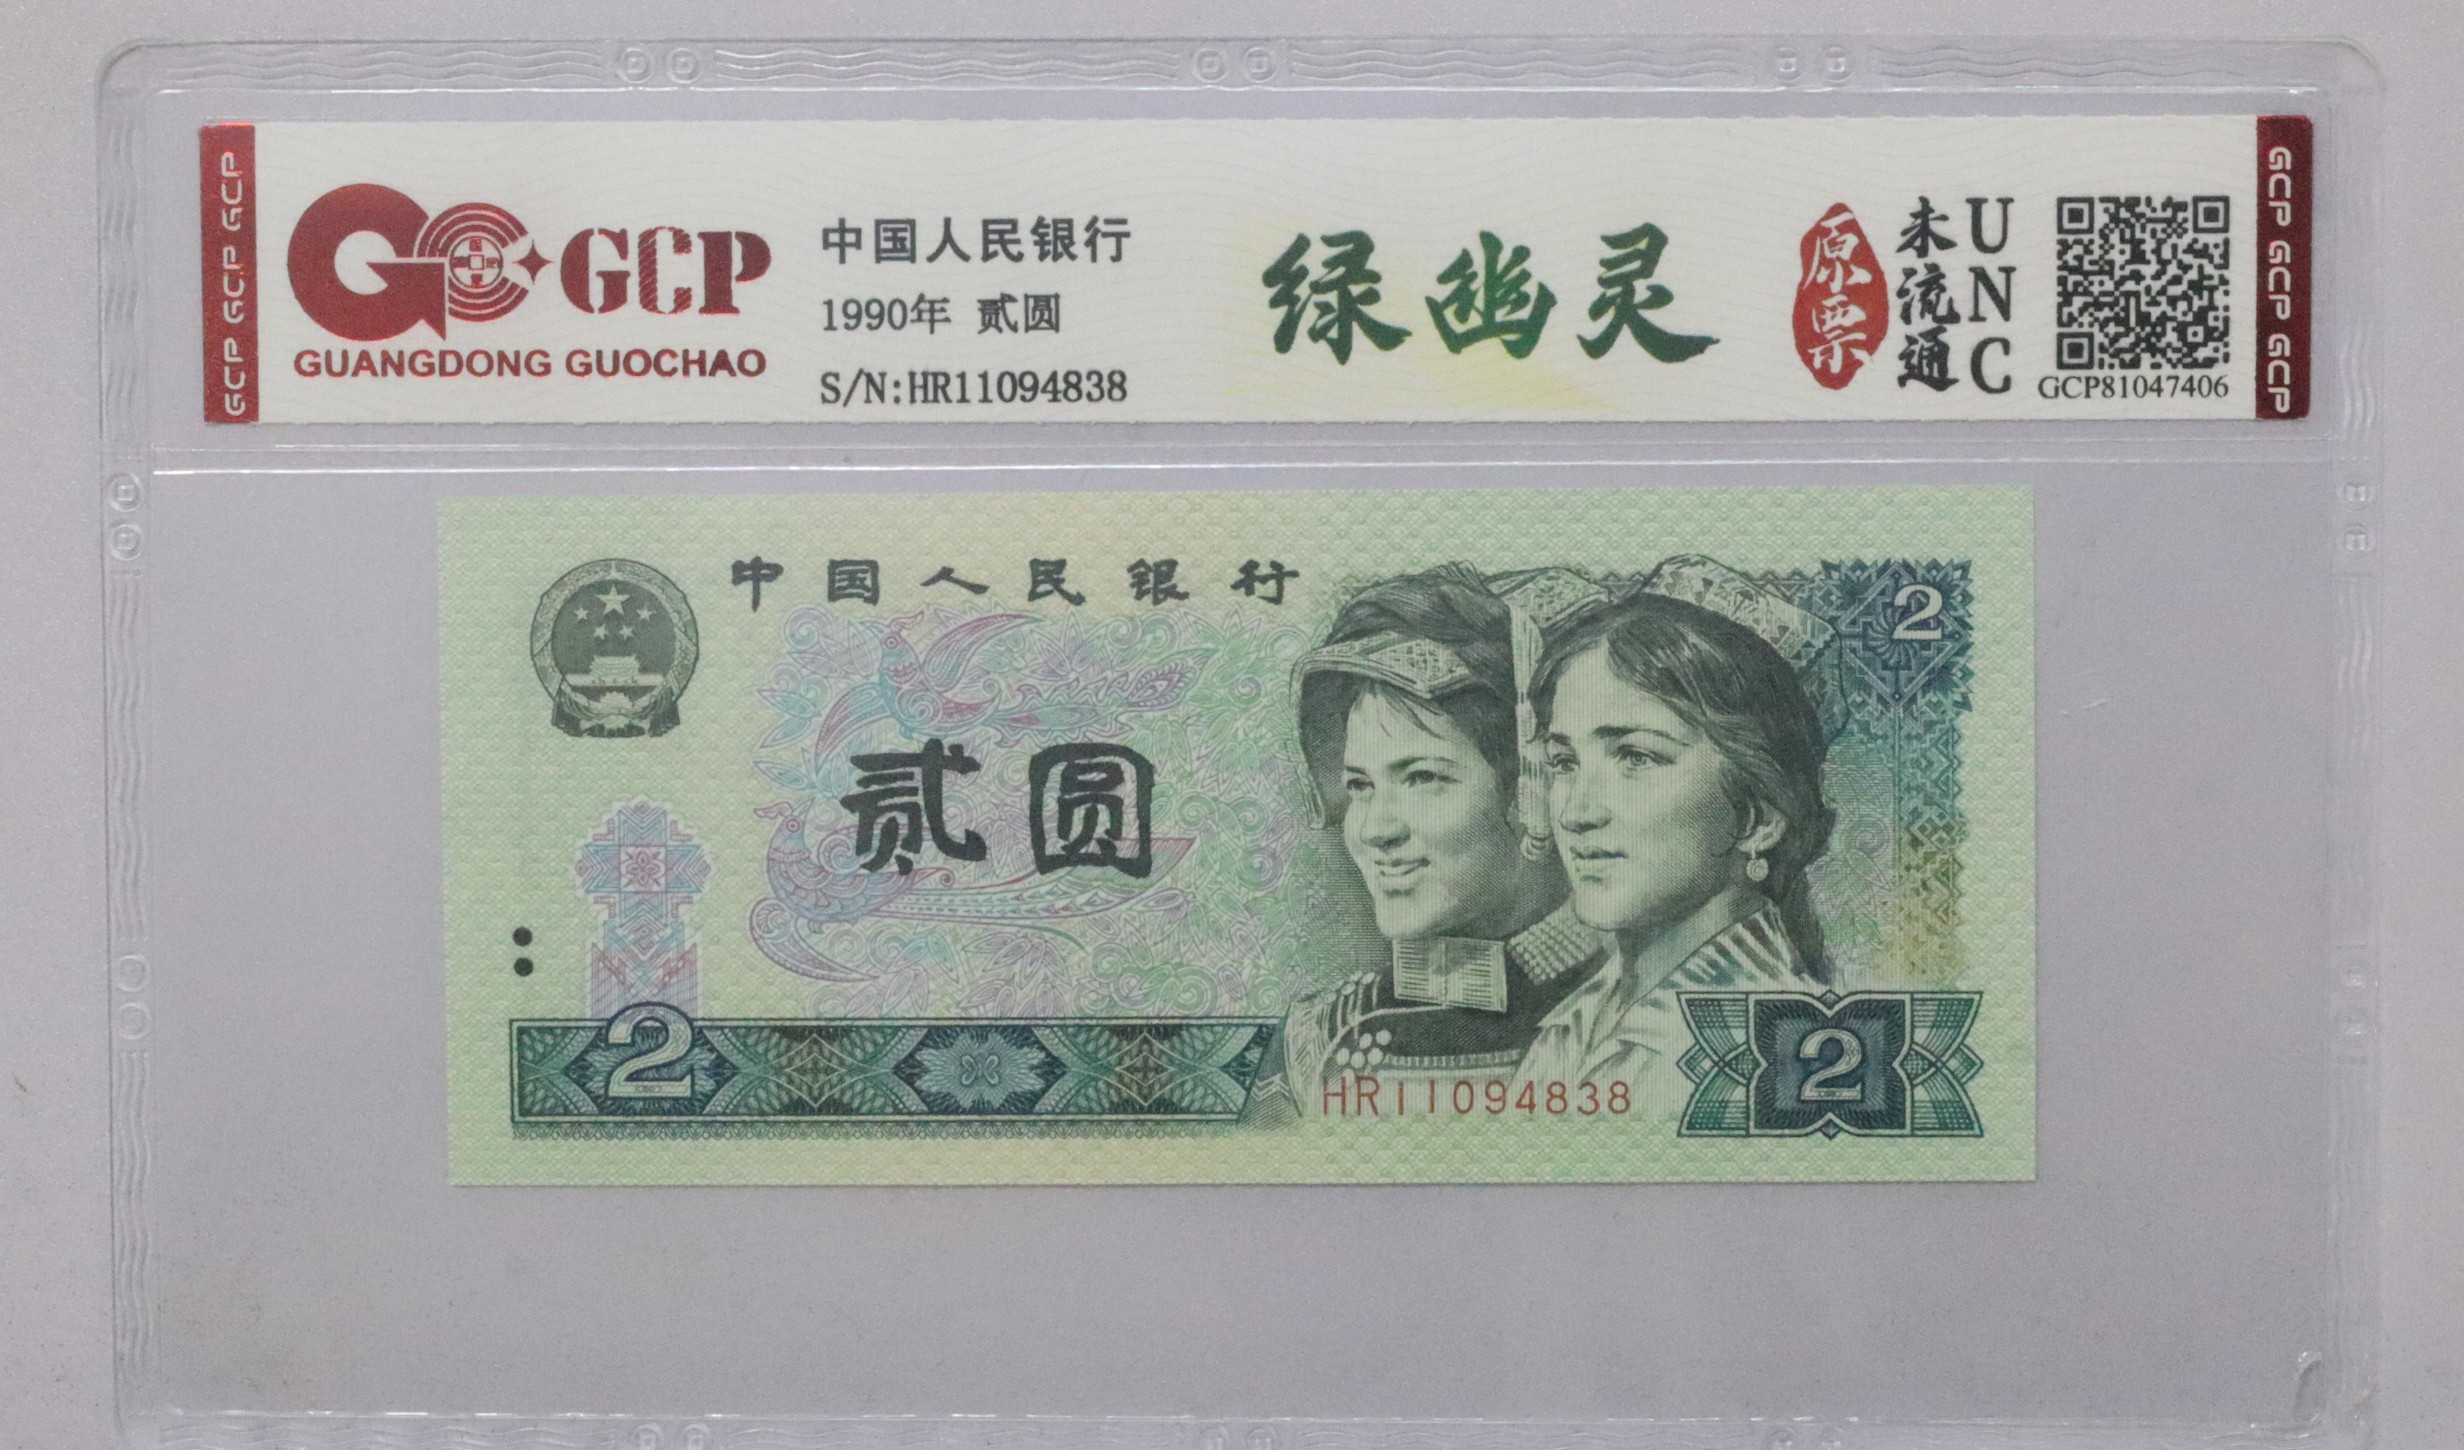 GCP GCP GCP
GCP
GUANGDONG GUOCHAO
中国人民银行
1990年 贰圆
S/N:HR11094838
绿幽灵
原票
未流通
UNC
GCP81047406
GCP GCP GCP
中国人民银行
2
贰圆
2
HR11094838
2